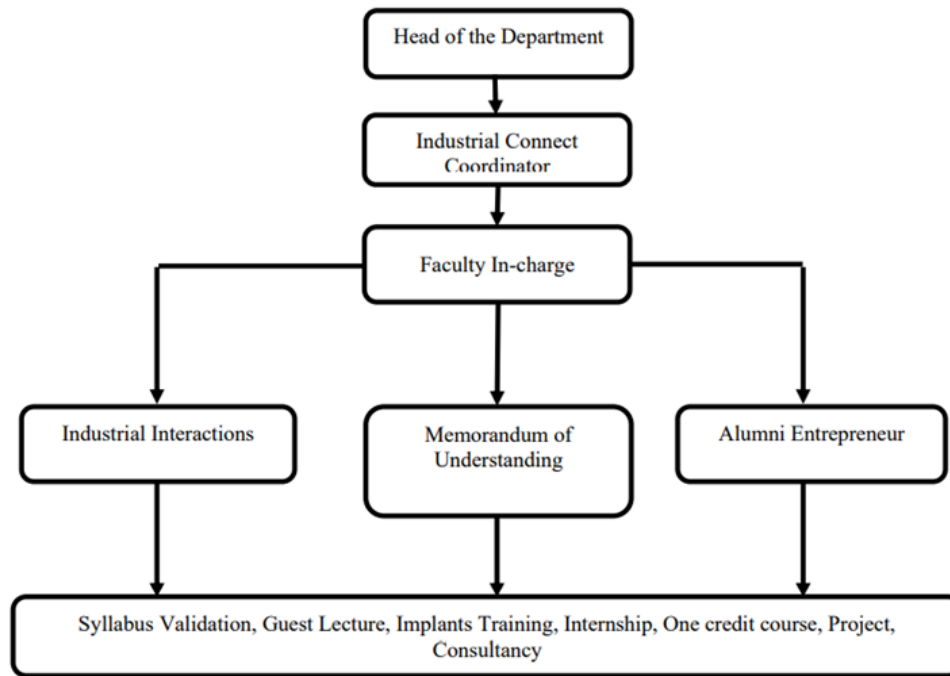 Head of the Department
Industrial Connect
Coordinator
Faculty In-charge
Industrial Interactions
Memorandum of
Understanding
Alumni Entrepreneur
Syllabus Validation, Guest Lecture, Implants Training, Internship, One credit course, Project,
Consultancy